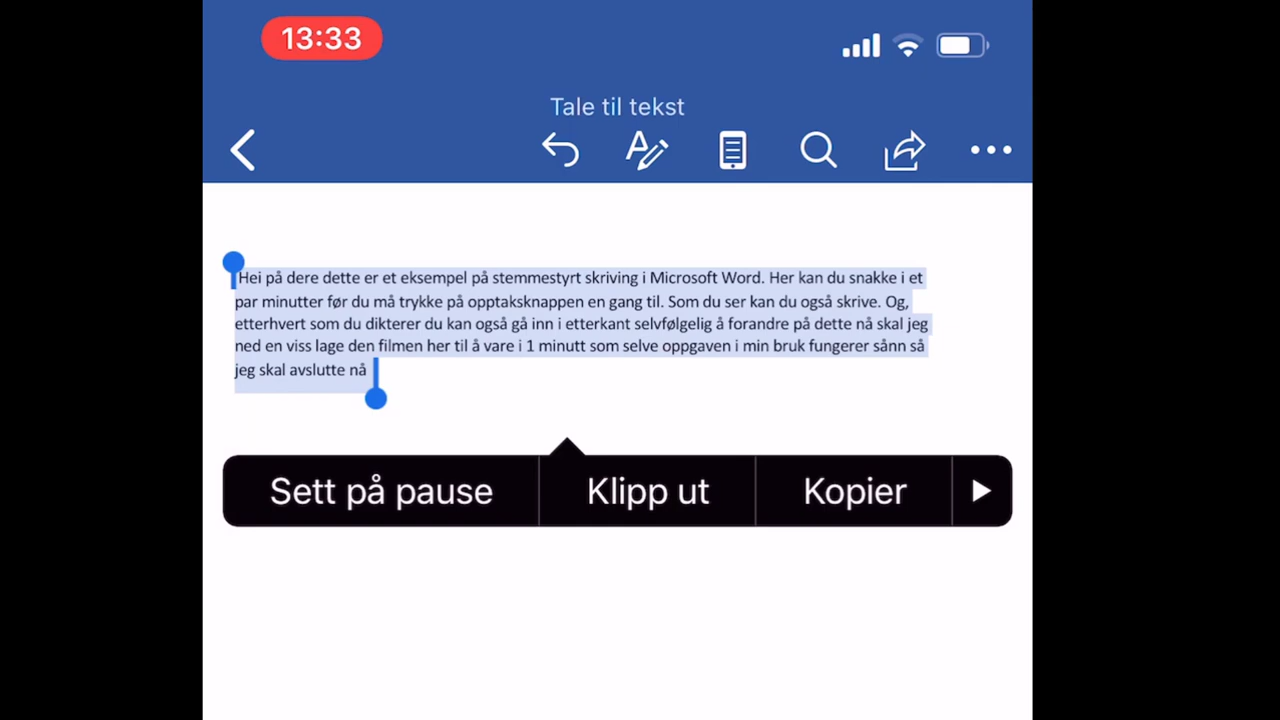 13:33
Tale til tekst
Hei på dere dette er et eksempel på stemmestyrt skriving i Microsoft Word. Her kan du snakke i et
par minutter før du må trykke på opptaksknappen en gang til. Som du ser kan du også skrive. Og,
etterhvert som du dikterer du kan også gå inn i etterkant selvfølgelig å forandre på dette nå skal jeg
ned en viss lage den filmen her til å vare i 1 minutt som selve oppgaven i min bruk fungerer sånn så
jeg skal avslutte nå
Sett på pause
Klipp ut
Kopier